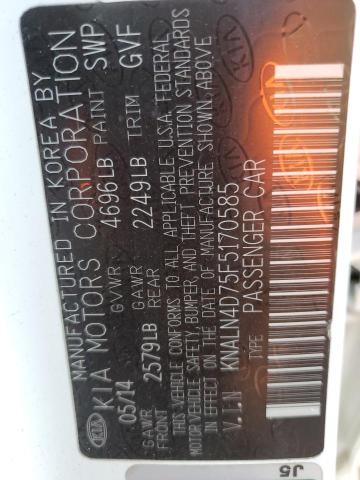 MANUFACTURED IN KOREA BY
KIA KIA MOTORS CORPORATION
05/14 GVWR 4696LB PAINT SWP
GAWR FRONT 2579LB GAWR REAR 2249LB TRIM GVF
THIS VEHICLE CONFORMS TO ALL APPLICABLE U.S.A. FEDERAL
MOTOR VEHICLE SAFETY, BUMPER, AND THEFT PREVENTION STANDARDS
IN EFFECT ON THE DATE OF MANUFACTURE SHOWN ABOVE
V.I.N KNALN4D75F5170585
TYPE PASSENGER CAR
J5